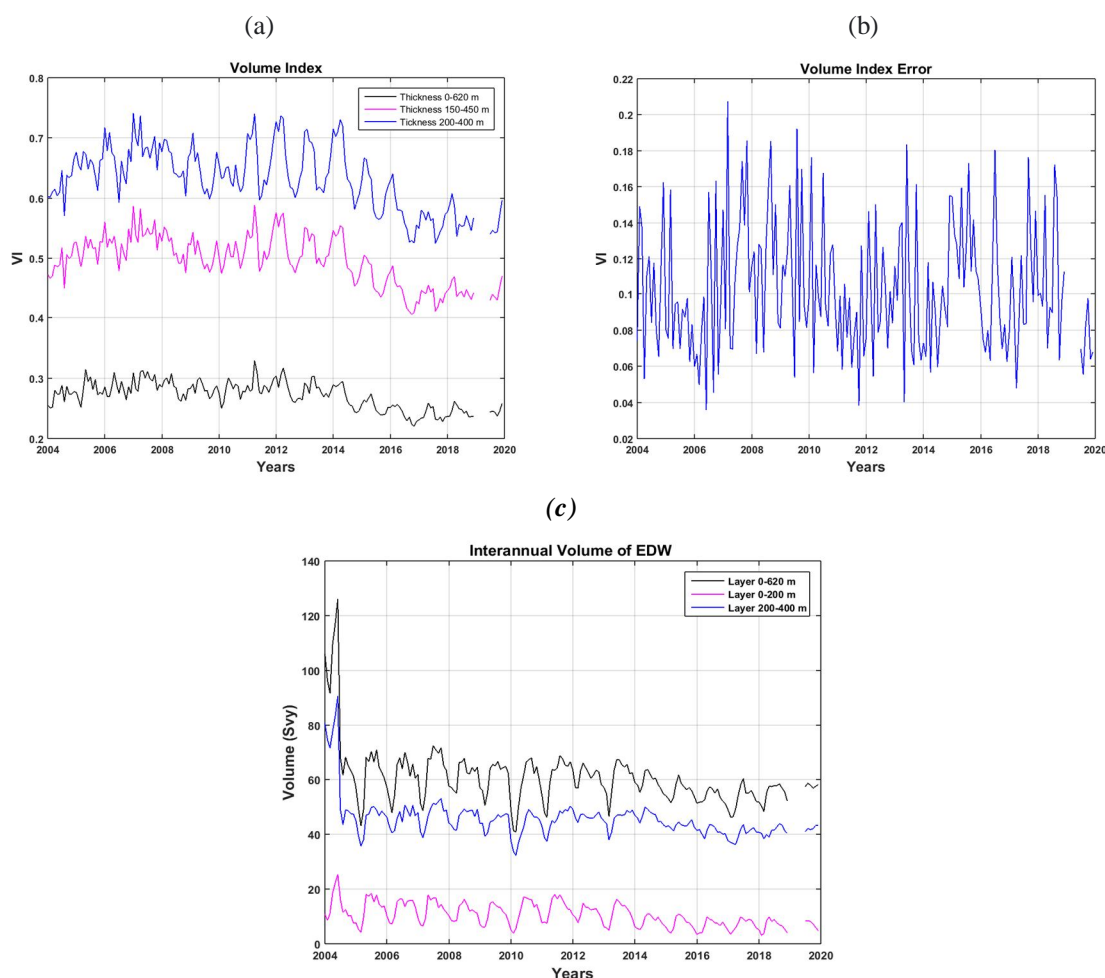 (a)
(b)
Volume Index
0.8
0.7
0.6
0.5
0.4
0.3
0.2
VI
Thickness 0-620 m
Thickness 150-450 m
Tickness 200-400 m
2004 2006 2008 2010 2012 2014 2016 2018 2020
Years
Volume Index Error
0.22
0.2
0.18
0.16
0.14
0.12
0.1
0.08
0.06
0.04
0.02
VI
2004 2006 2008 2010 2012 2014 2016 2018 2020
Years
(c)
Interannual Volume of EDW
140
120
100
80
60
40
20
0
Volume (Svy)
Layer 0-620 m
Layer 0-200 m
Layer 200-400 m
2004 2006 2008 2010 2012 2014 2016 2018 2020
Years